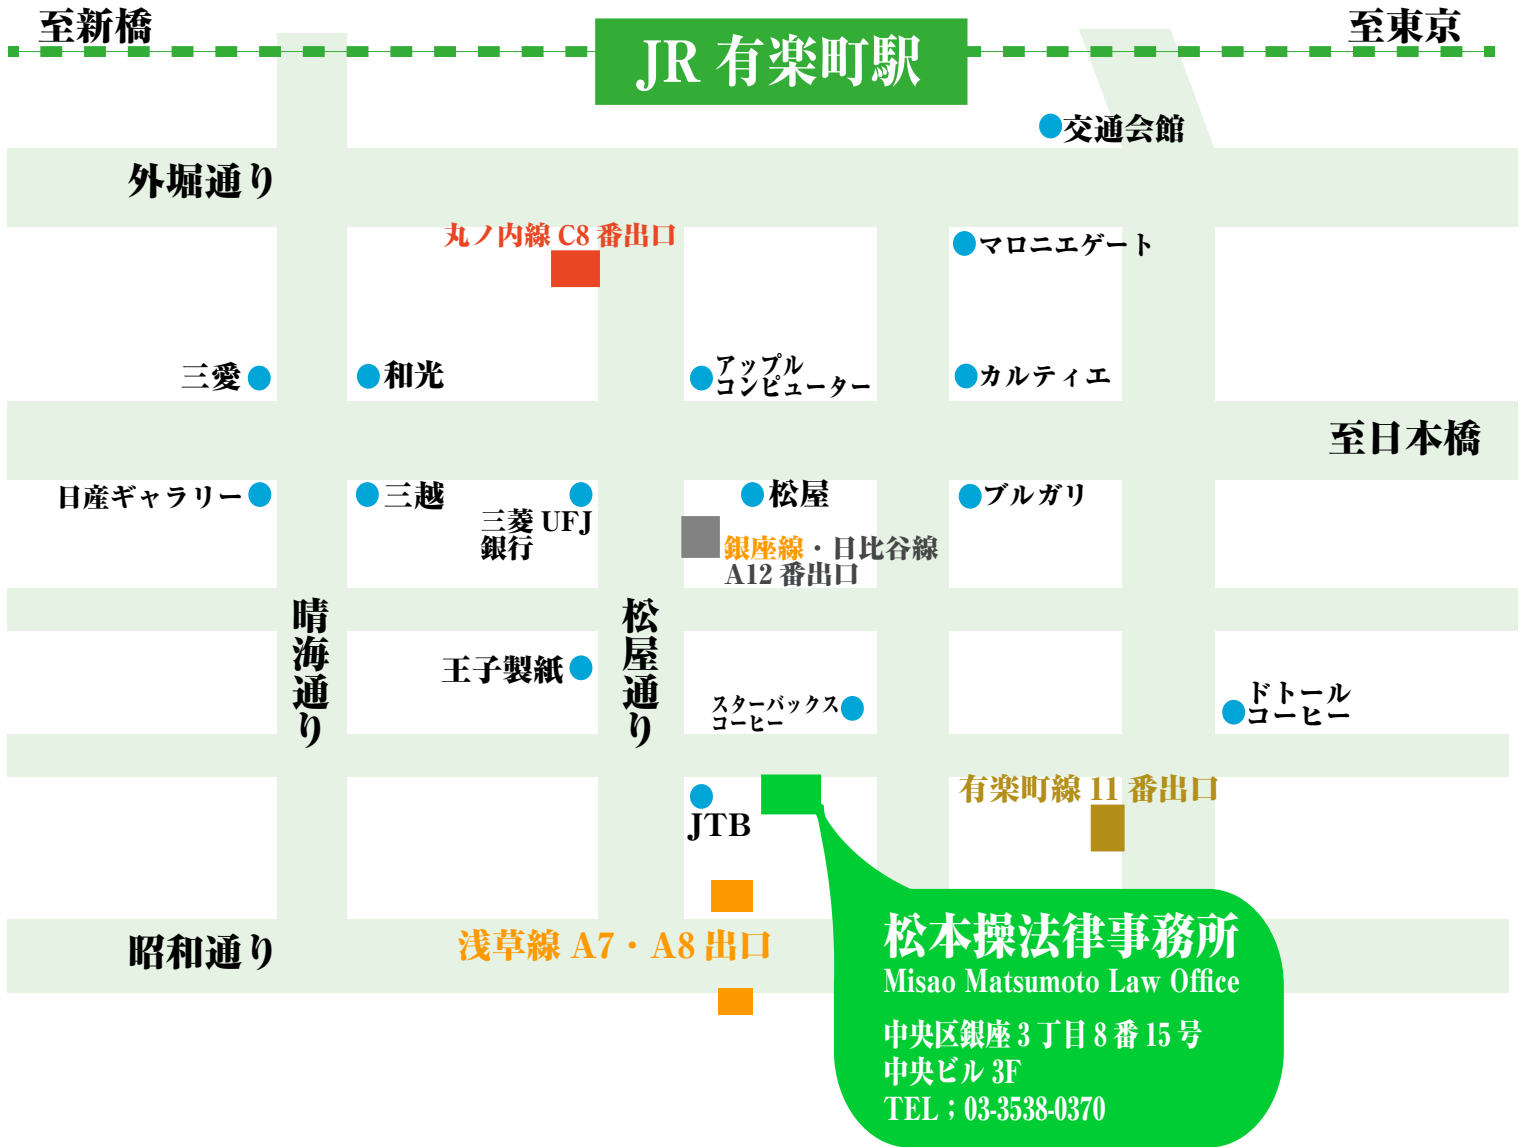 至新橋
JR 有楽町駅
至東京
交通会館
外堀通り
丸ノ内線 C8 番出口
マロニエゲート
三愛
和光
アップル
コンピューター
カルティエ
至日本橋
日産ギャラリー
三越
三菱 UFJ
銀行
松屋
ブルガリ
銀座線・日比谷線
A12 番出口
晴海通り
松屋通り
王子製紙
スターバックス
コーヒー
ドトール
コーヒー
JTB
有楽町線 11 番出口
昭和通り
浅草線 A7・A8 出口
松本操法律事務所
Misao Matsumoto Law Office
中央区銀座 3 丁目 8 番 15 号
中央ビル 3F
TEL；03-3538-0370